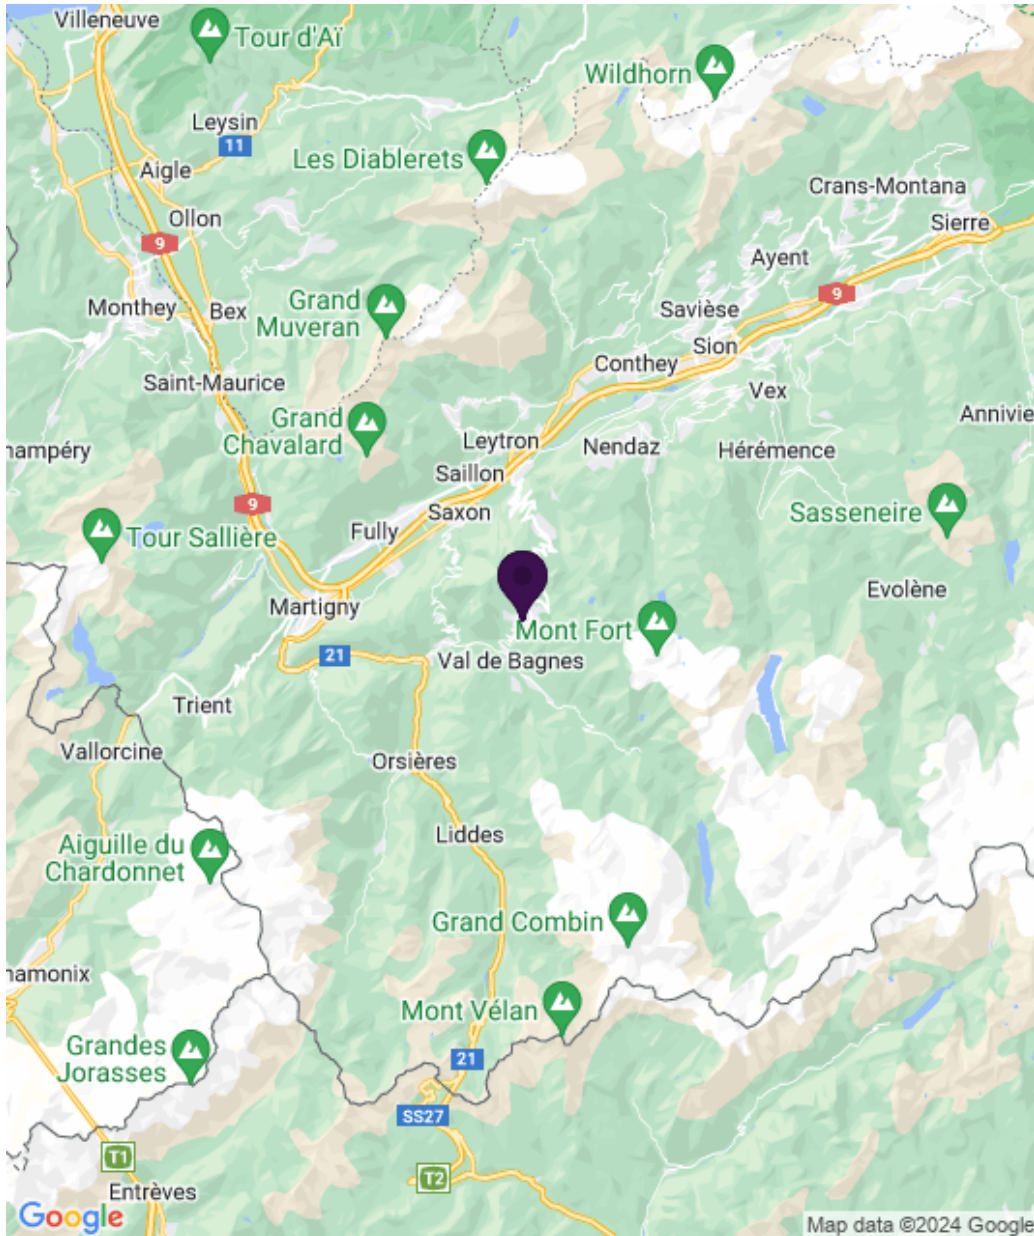 Villeneuve
Tour d'Aï
Wildhorn
Leysin
11
Les Diablerets
Aigle
Crans-Montana
Ollon
Sierre
9
Ayent
Monthey
Bex
Grand
Muveran
9
Savièse
Sion
Conthey
Saint-Maurice
Vex
Grand
Chavalard
Annivie
Leytron
Nendaz
Hérémence
hampéry
Saillon
9
Saxon
Sasseneire
Fully
Tour Sallière
Evolène
Martigny
Mont Fort
21
Val de Bagnes
Trient
Vallorcine
Orsières
Liddes
Aiguille du
Chardonnet
Grand Combin
hamonix
Mont Vélan
Grandes
Jorasses
21
SS27
T1
T2
Entrèves
Google
Map data ©2024 Google